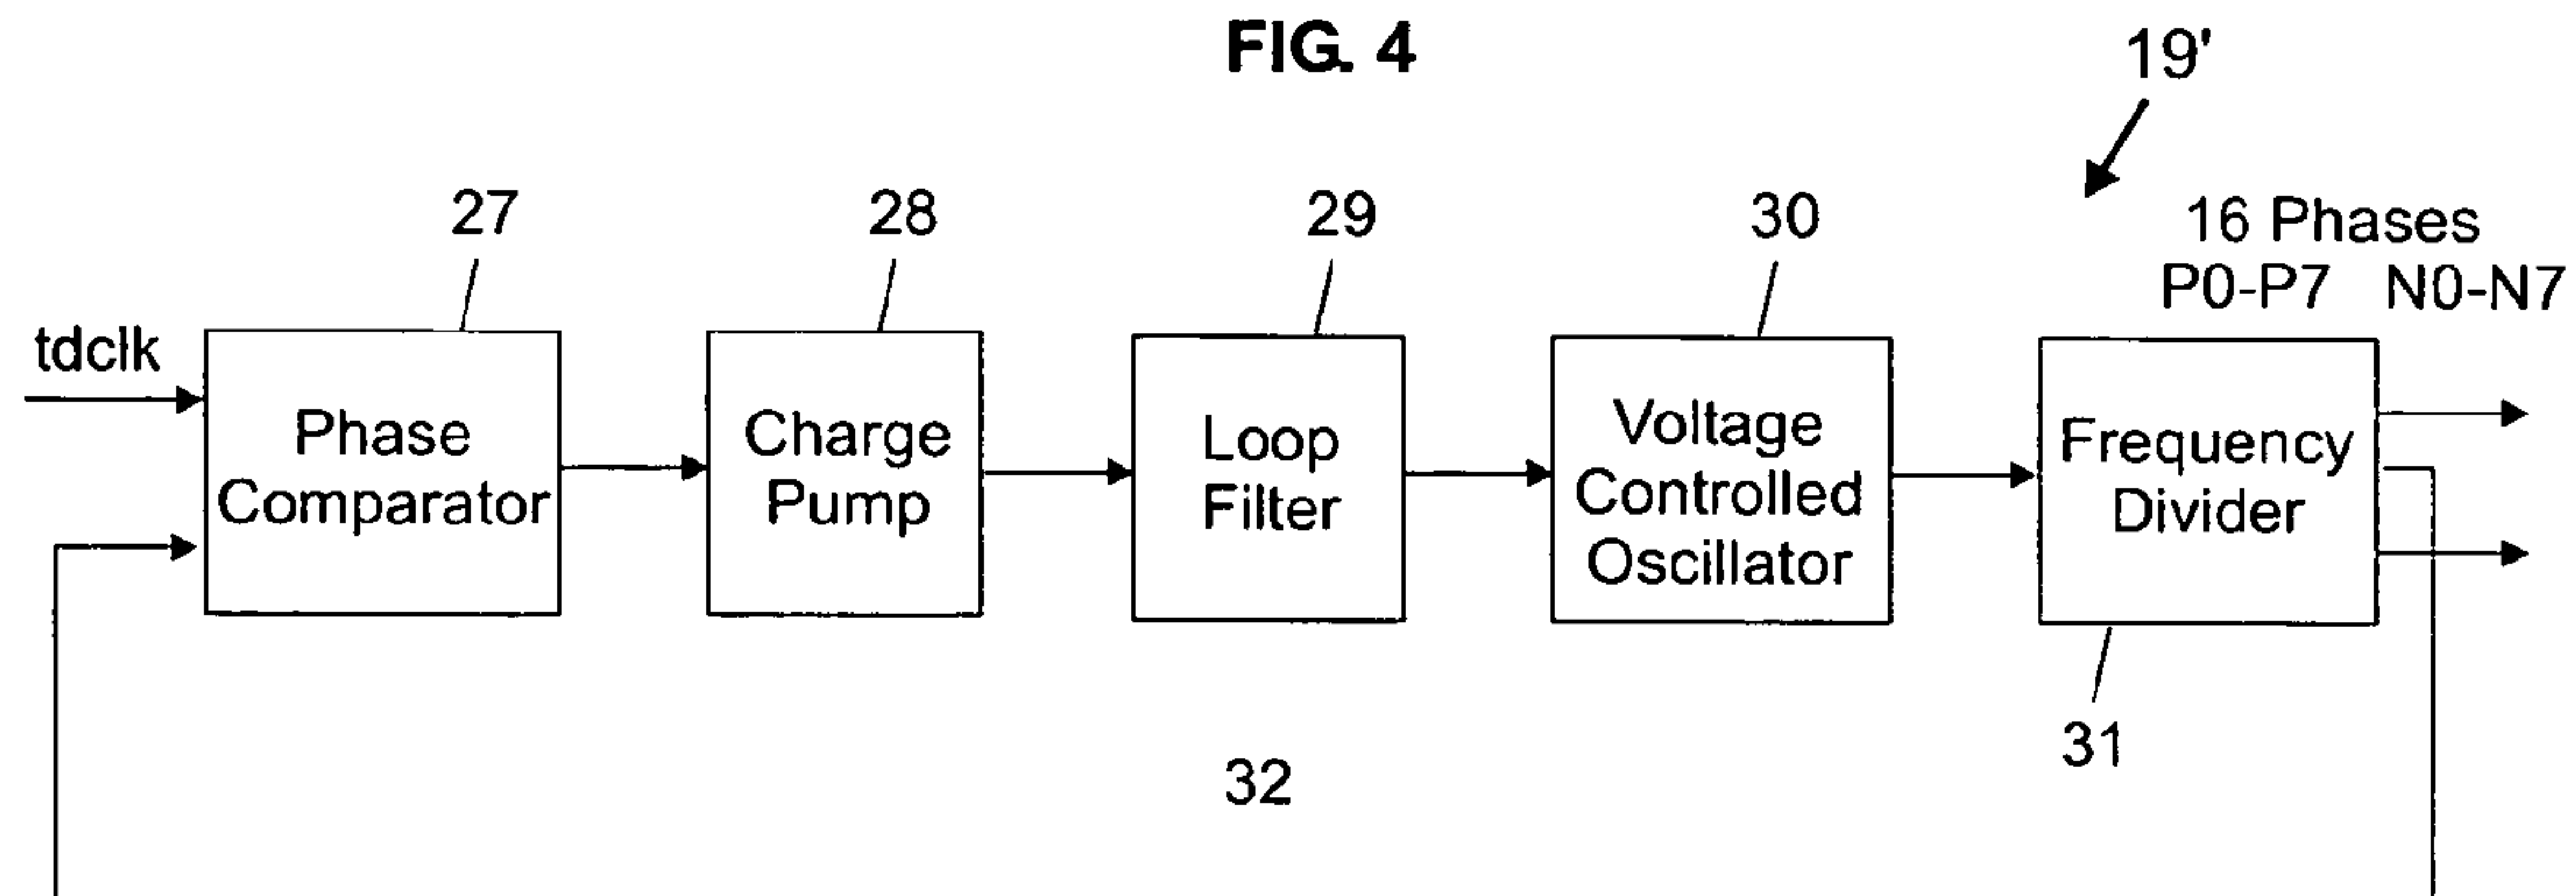 FIG. 4
19'
27
28
29
30
16 Phases
P0-P7 N0-N7
tdclk
Phase
Comparator
Charge
Pump
Loop
Filter
Voltage
Controlled
Oscillator
Frequency
Divider
31
32